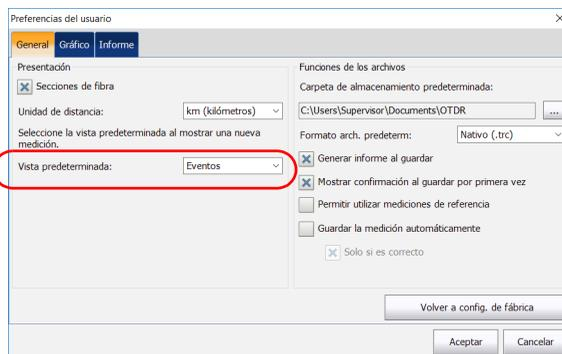 Preferencias del usuario
General Gráfico Informe
Presentación
Secciones de fibra
Unidad de distancia: km (kilómetros)
Seleccione la vista predeterminada al mostrar una nueva
medición.
Vista predeterminada: Eventos
Funciones de los archivos
Carpeta de almacenamiento predeterminada:
C:\Users\Supervisor\Documents\OTDR ...
Formato arch. predeterm: Nativo (.trc)
Generar informe al guardar
Mostrar confirmación al guardar por primera vez
Permitir utilizar mediciones de referencia
Guardar la medición automáticamente
Solo si es correcto
Volver a config. de fábrica
Aceptar Cancelar